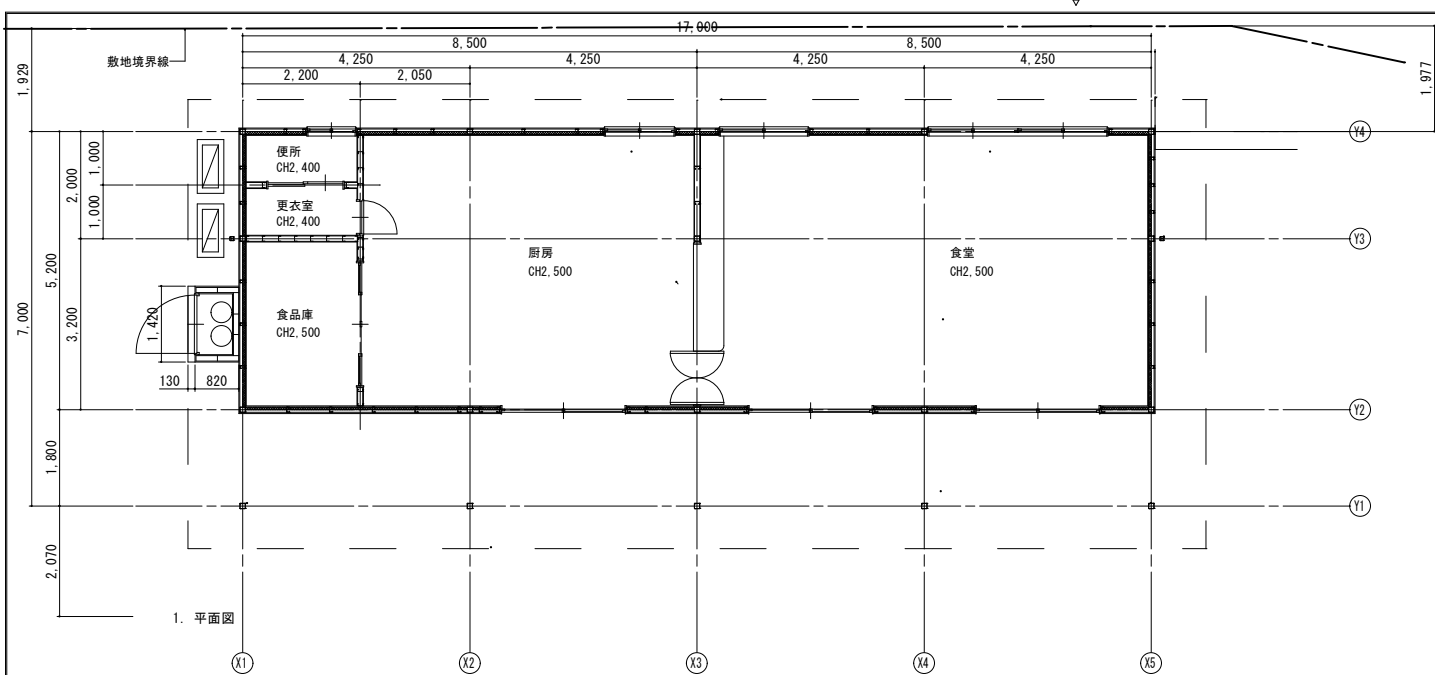 17,000
8,500
8,500
敷地境界線
4,250
4,250
4,250
4,250
2,200
2,050
1,929
1,977
Y4
便所
CH2,400
1,000
2,000
更衣室
CH2,400
1,000
Y3
厨房
CH2,500
食堂
CH2,500
5,200
7,000
3,200
1,420
食品庫
CH2,500
130
820
Y2
1,800
Y1
2,070
1. 平面図
X1
X2
X3
X4
X5